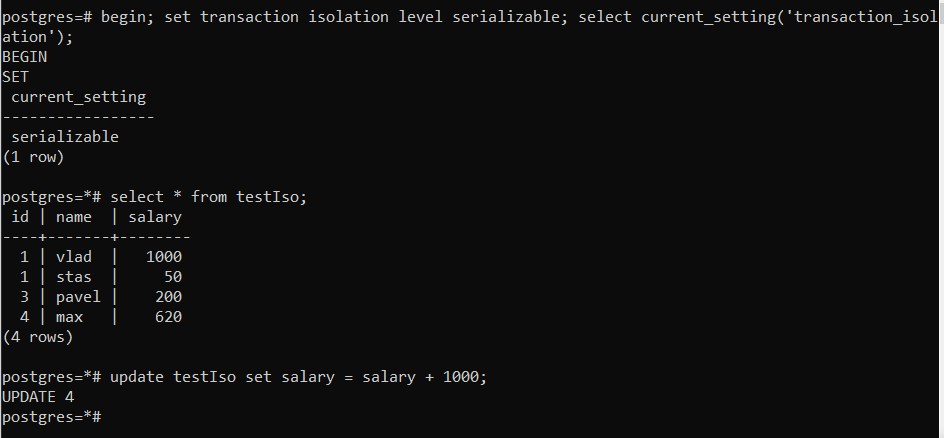 postgres=# begin; set transaction isolation level serializable; select current_setting('transaction_isol
ation');
BEGIN
SET
 current_setting
-----------------
 serializable
(1 row)

postgres=*# select * from testIso;
 id | name  | salary
----+-------+--------
  1 | vlad  |   1000
  1 | stas  |     50
  3 | pavel |    200
  4 | max   |    620
(4 rows)

postgres=*# update testIso set salary = salary + 1000;
UPDATE 4
postgres=*#